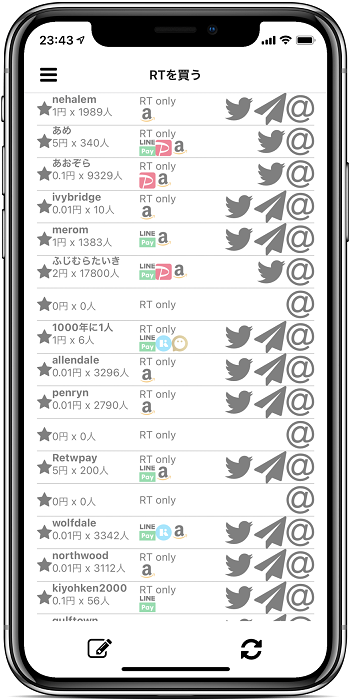 23:43
RTを買う
nehalem
RT only
1円 x 1989人
a
@
あめ
RT only
5円 x 340人
LINE
Pay
P
a
@
あおぞら
RT only
0.1円 x 9329人
P
a
@
ivybridge
RT only
0.01円 x 10人
a
@
merom
1円 x 1383人
LINE
Pay
a
@
ふじむらたいき
2円 x 17800人
LINE
Pay
P
a
@
0円 x 0人
RT only
@
1000年に1人
RT only
1円 x 6人
LINE
Pay
@
allendale
RT only
0.01円 x 3296人
a
@
penryn
RT only
0.01円 x 2790人
a
@
0円 x 0人
RT only
@
Retwpay
RT only
5円 x 200人
LINE
Pay
a
@
0円 x 0人
RT only
@
wolfdale
0.01円 x 3342人
LINE
Pay
a
@
northwood
RT only
0.01円 x 3112人
a
@
kiyohken2000
RT only
0.1円 x 56人
LINE
Pay
@